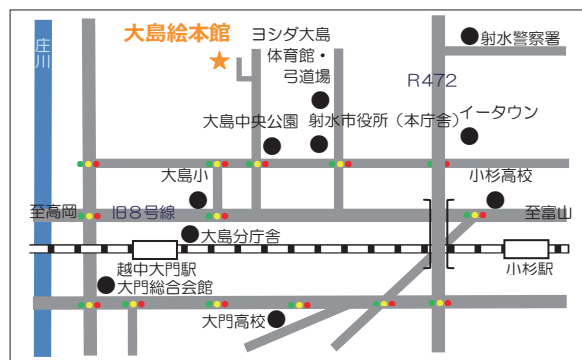 大島絵本館
ヨシダ大島
体育館・
弓道場
射水警察署
庄川
R472
大島中央公園
射水市役所（本庁舎）
イータウン
大島小
小杉高校
至高岡
旧8号線
至富山
大島分庁舎
越中大門駅
小杉駅
大門総合会館
大門高校